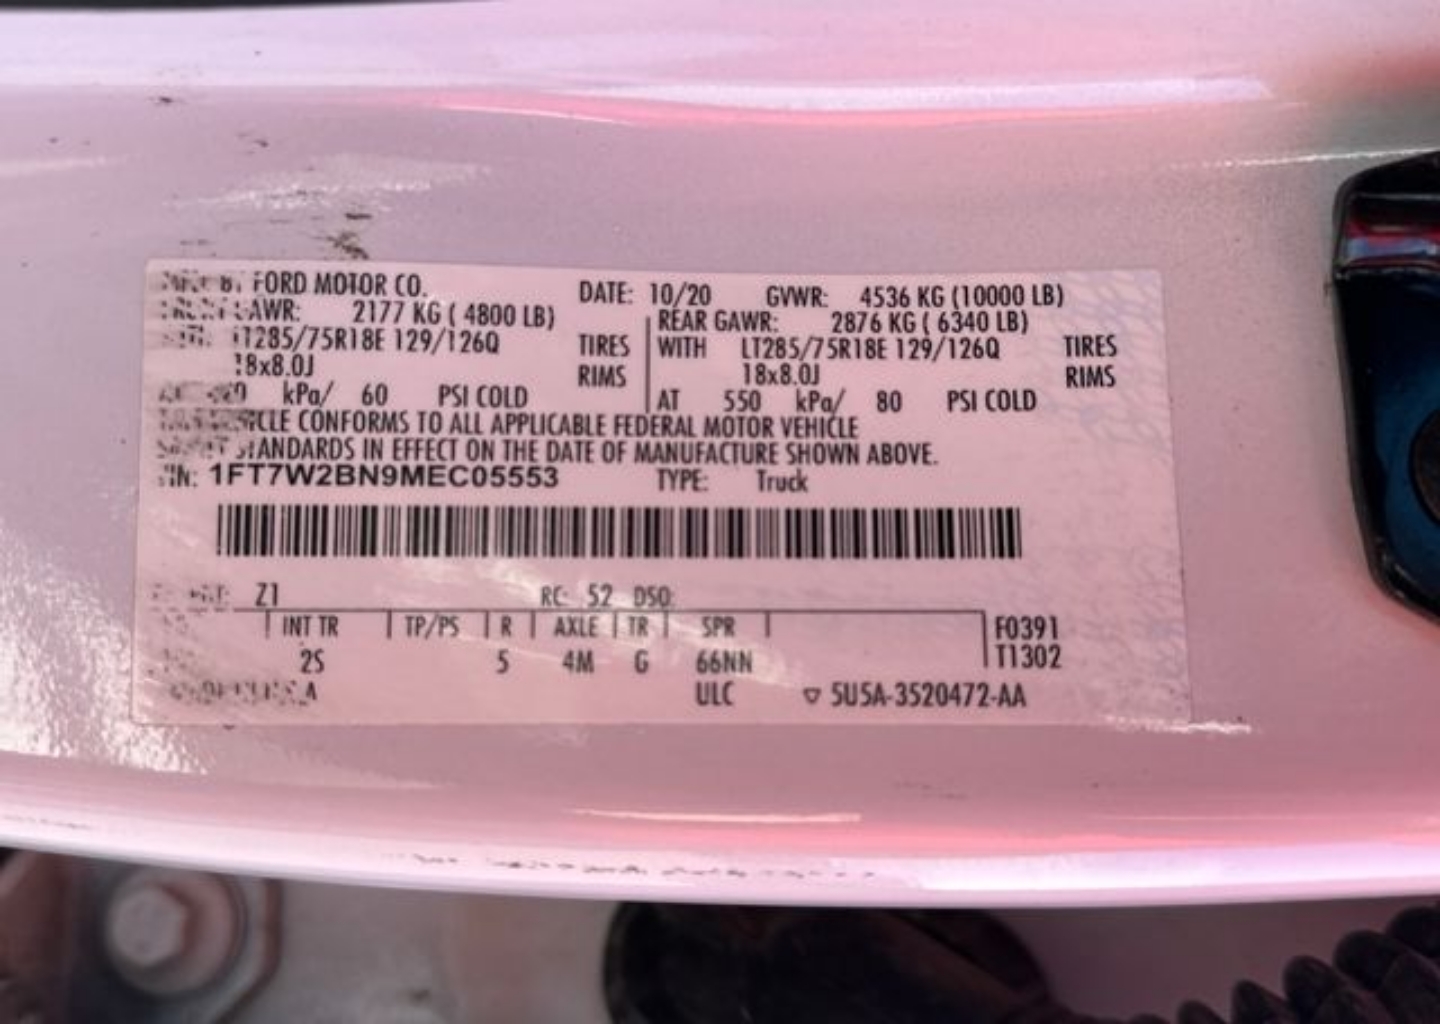 FORD MOTOR CO. DATE: 10/20 GVWR: 4536 KG (10000 LB)
GAWR: 2177 KG ( 4800 LB) REAR GAWR: 2876 KG ( 6340 LB)
LT285/75R18E 129/126Q TIRES WITH LT285/75R18E 129/126Q TIRES
18x8.0J RIMS 18x8.0J RIMS
kPa/ 60 PSI COLD AT 550 kPa/ 80 PSI COLD
CONFORMS TO ALL APPLICABLE FEDERAL MOTOR VEHICLE
STANDARDS IN EFFECT ON THE DATE OF MANUFACTURE SHOWN ABOVE.
VIN: 1FT7W2BN9MEC05553 TYPE: Truck
Z1 RC: 52 DSO:
INT TR TP/PS R AXLE TR SPR F0391
2S 5 4M G 66NN T1302
ULC ▽ 5U5A-3520472-AA